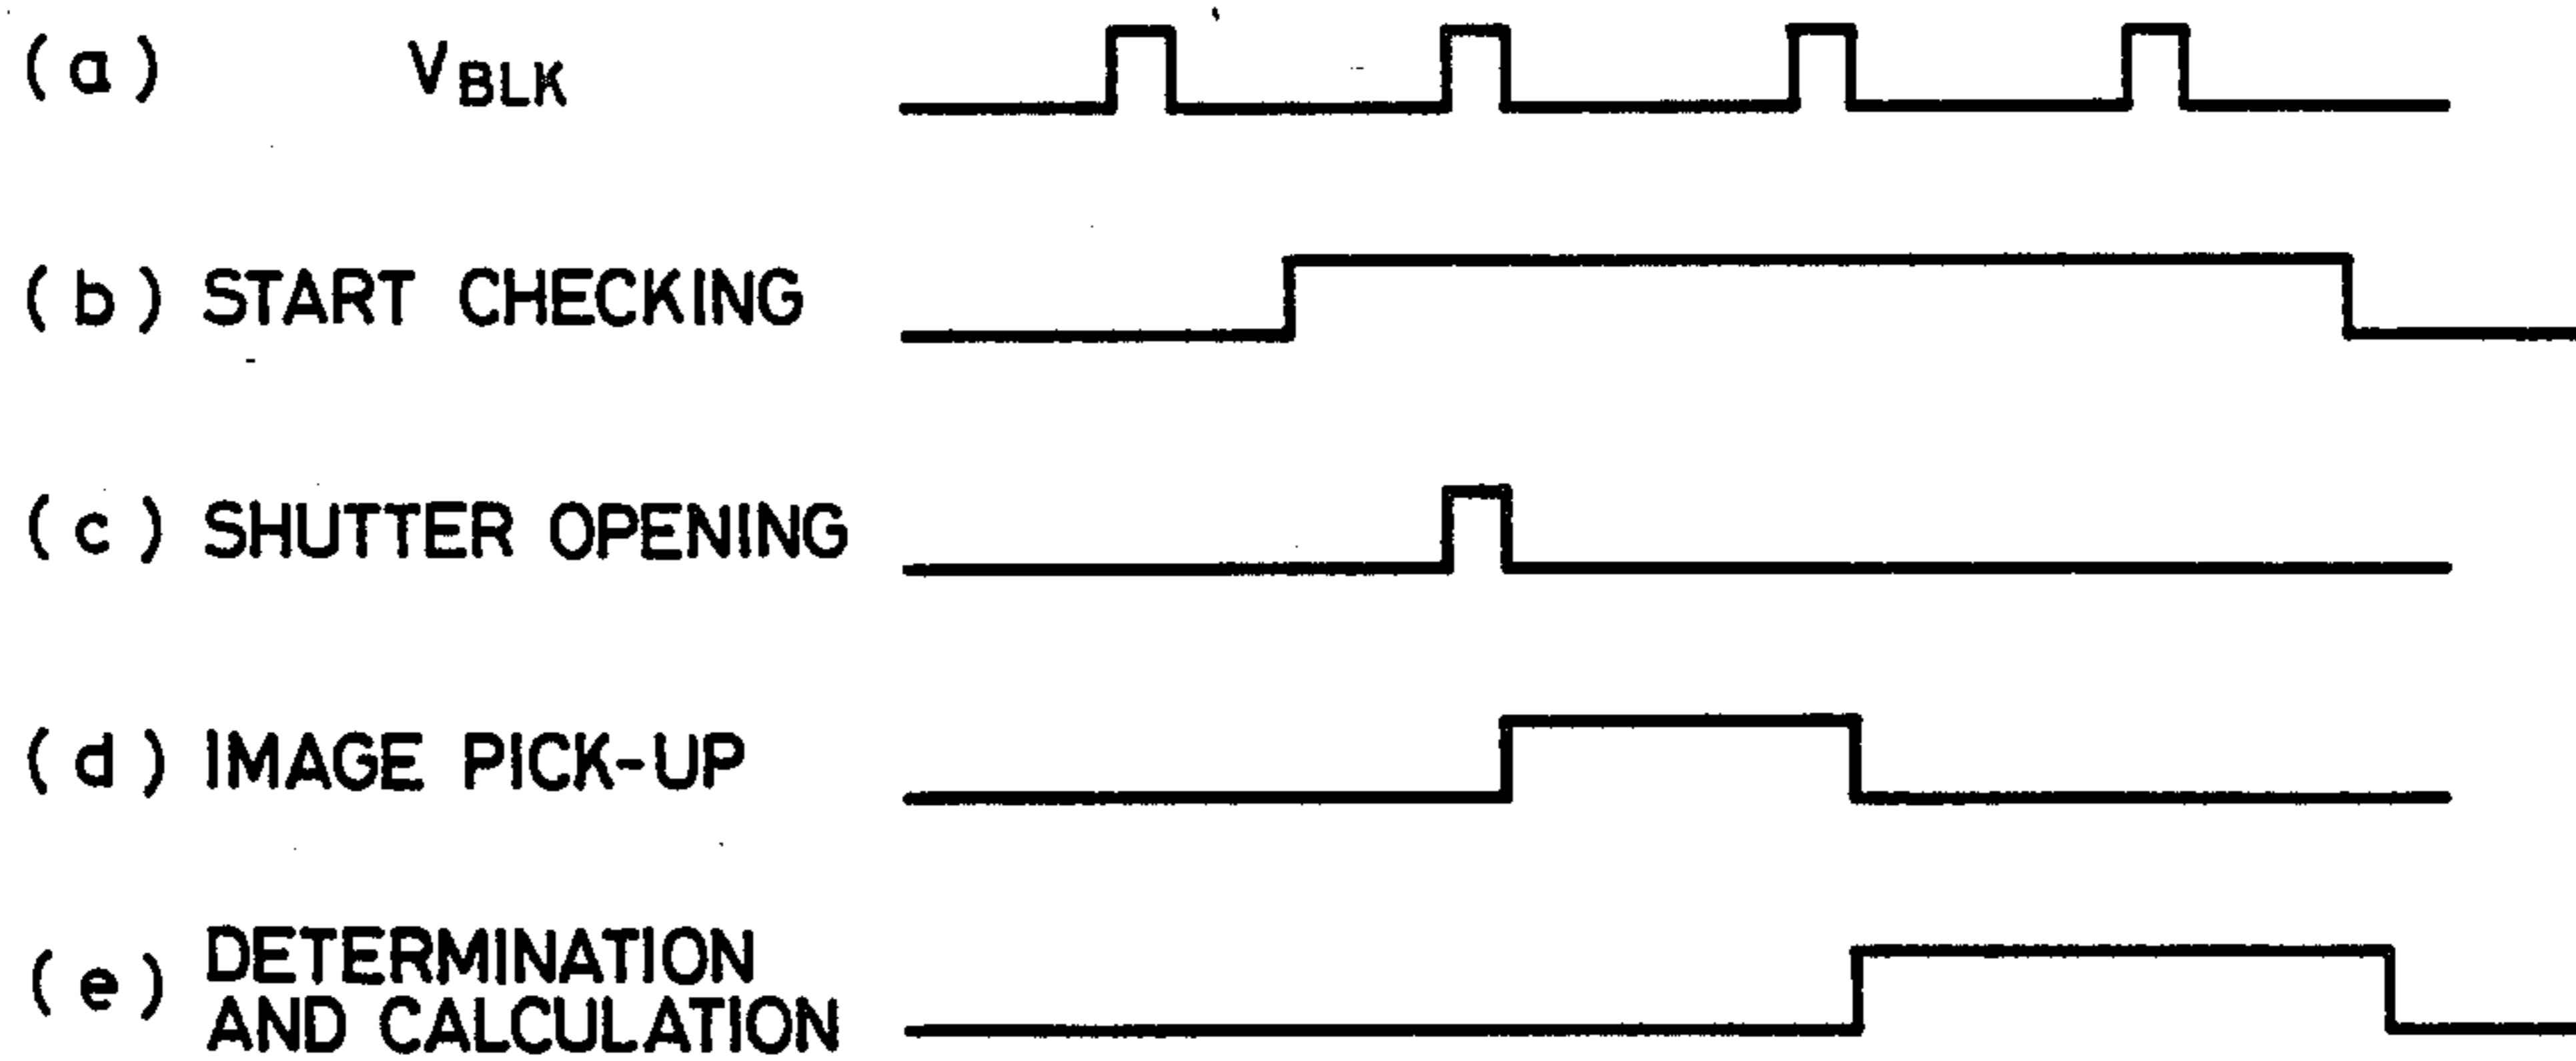 (a) VBLK
(b) START CHECKING
(c) SHUTTER OPENING
(d) IMAGE PICK-UP
(e) DETERMINATION
AND CALCULATION